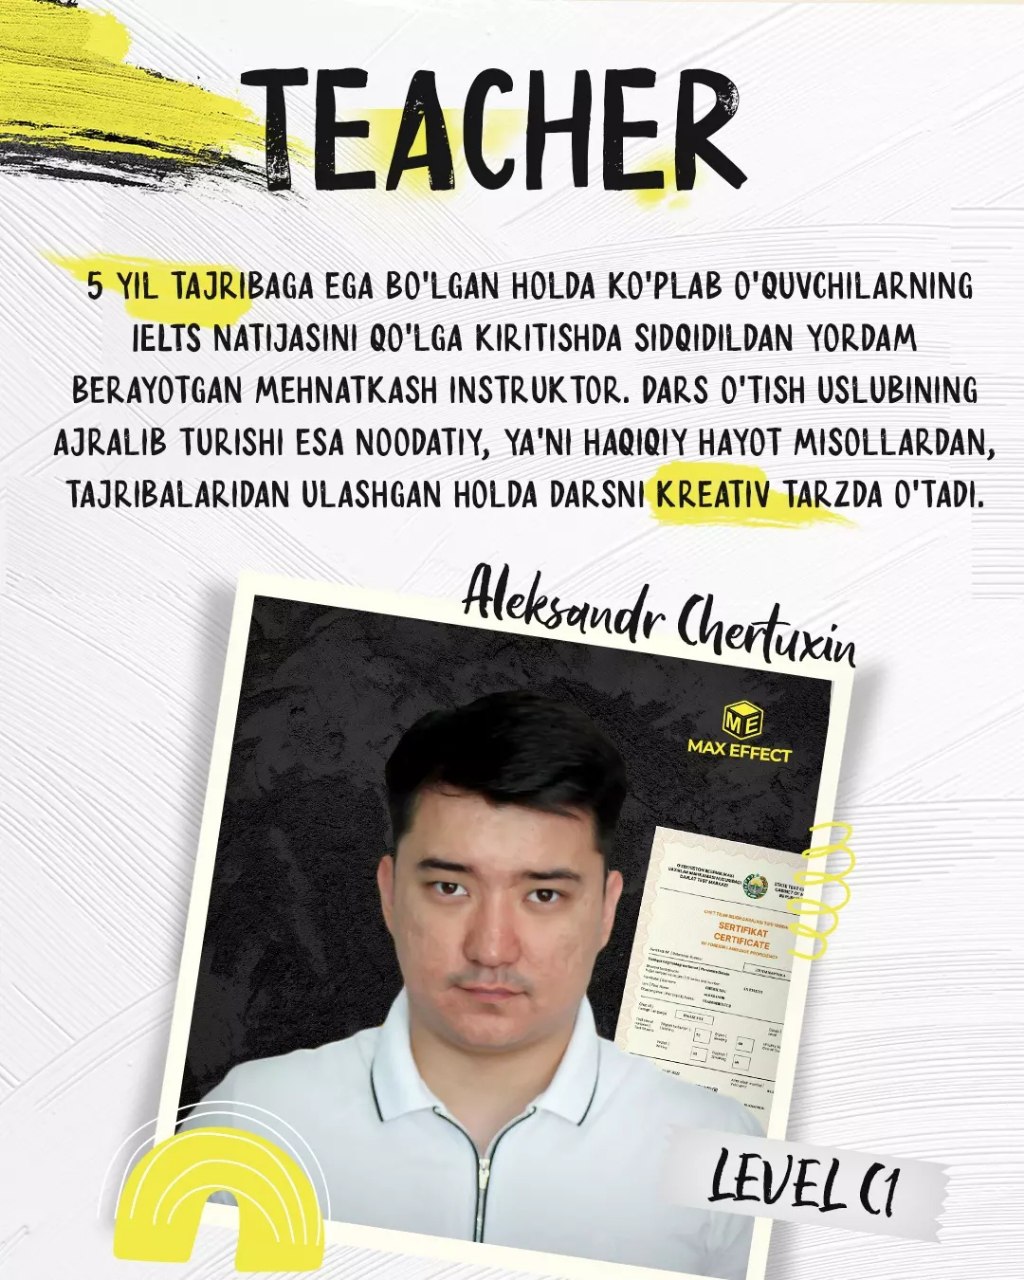 TEACHER
5 YIL TAJRIBAGA EGA BO'LGAN HOLDA KO'PLAB O'QUVCHILARNING
IELTS NATIJASINI QO'LGA KIRITISHDA SIDQIDILDAN YORDAM
BERAYOTGAN MEHNATKASH INSTRUKTOR. DARS O'TISH USLUBINING
AJRALIB TURISHI ESA NOODATIY, YA'NI HAQIQIY HAYOT MISOLLARDAN,
TAJRIBALARIDAN ULASHGAN HOLDA DARSNI KREATIV TARZDA O'TADI.
Aleksandr Chertuxin
ME
MAX EFFECT
SERTIFIKAT
CERTIFICATE
LEVEL C1